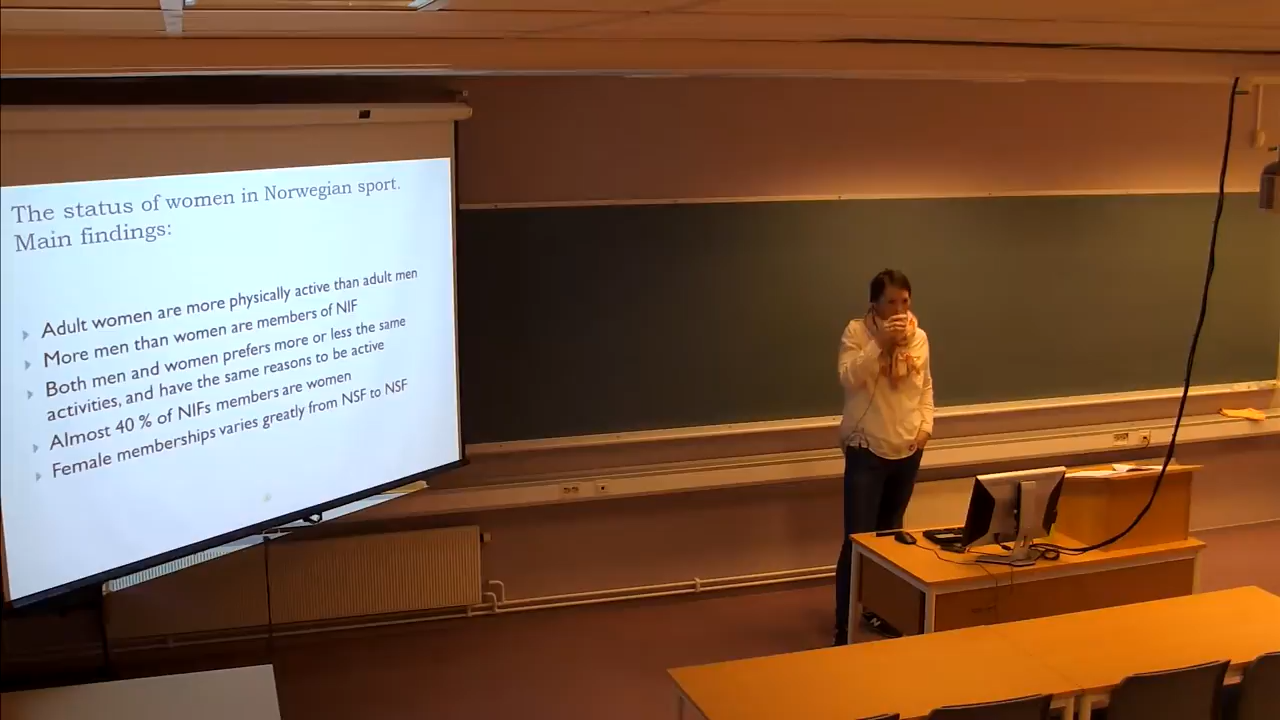 The status of women in Norwegian sport.
Main findings:
Adult women are more physically active than adult men
More men than women are members of NIF
Both men and women prefers more or less the same
activities, and have the same reasons to be active
Almost 40 % of NIFs members are women
Female memberships varies greatly from NSF to NSF